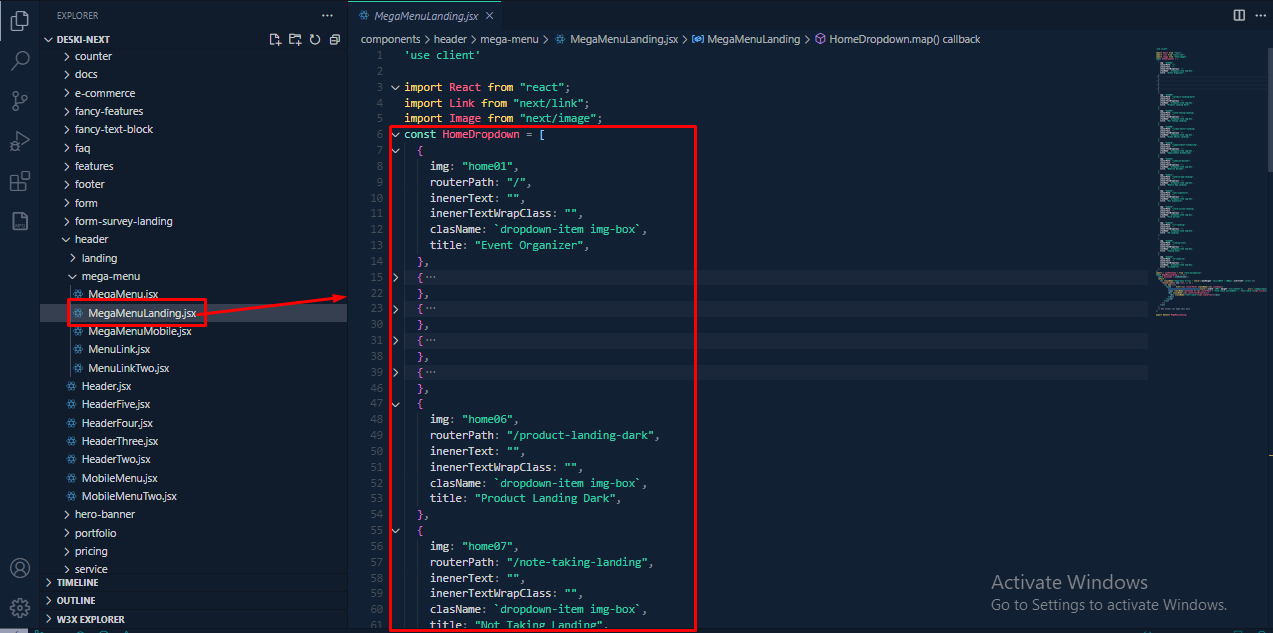 EXPLORER
DESKI-NEXT
counter
docs
e-commerce
fancy-features
fancy-text-block
faq
features
footer
form
form-survey-landing
header
landing
mega-menu
MegaMenu.jsx
MegaMenuLanding.jsx
MegaMenuMobile.jsx
MenuLink.jsx
MenuLinkTwo.jsx
Header.jsx
HeaderFive.jsx
HeaderFour.jsx
HeaderThree.jsx
HeaderTwo.jsx
MobileMenu.jsx
MobileMenuTwo.jsx
hero-banner
portfolio
pricing
service
TIMELINE
OUTLINE
W3X EXPLORER
MegaMenuLanding.jsx
components > header > mega-menu > MegaMenuLanding.jsx > MegaMenuLanding > HomeDropdown.map() callback
1 'use client'
2
3 import React from "react";
4 import Link from "next/link";
5 import Image from "next/image";
6 const HomeDropdown = [
7 {
8 img: "home01",
9 routerPath: "/",
10 inenerText: "",
11 inenerTextWrapClass: "",
12 clasName: `dropdown-item img-box`,
13 title: "Event Organizer",
14 },
15 {···
22 },
23 {···
30 },
31 {···
38 },
39 {···
46 },
47 {
48 img: "home06",
49 routerPath: "/product-landing-dark",
50 inenerText: "",
51 inenerTextWrapClass: "",
52 clasName: `dropdown-item img-box`,
53 title: "Product Landing Dark",
54 },
55 {
56 img: "home07",
57 routerPath: "/note-taking-landing",
58 inenerText: "",
59 inenerTextWrapClass: "",
60 clasName: `dropdown-item img-box`,
61 title: "Not Taking Landing",
Activate Windows
Go to Settings to activate Windows.